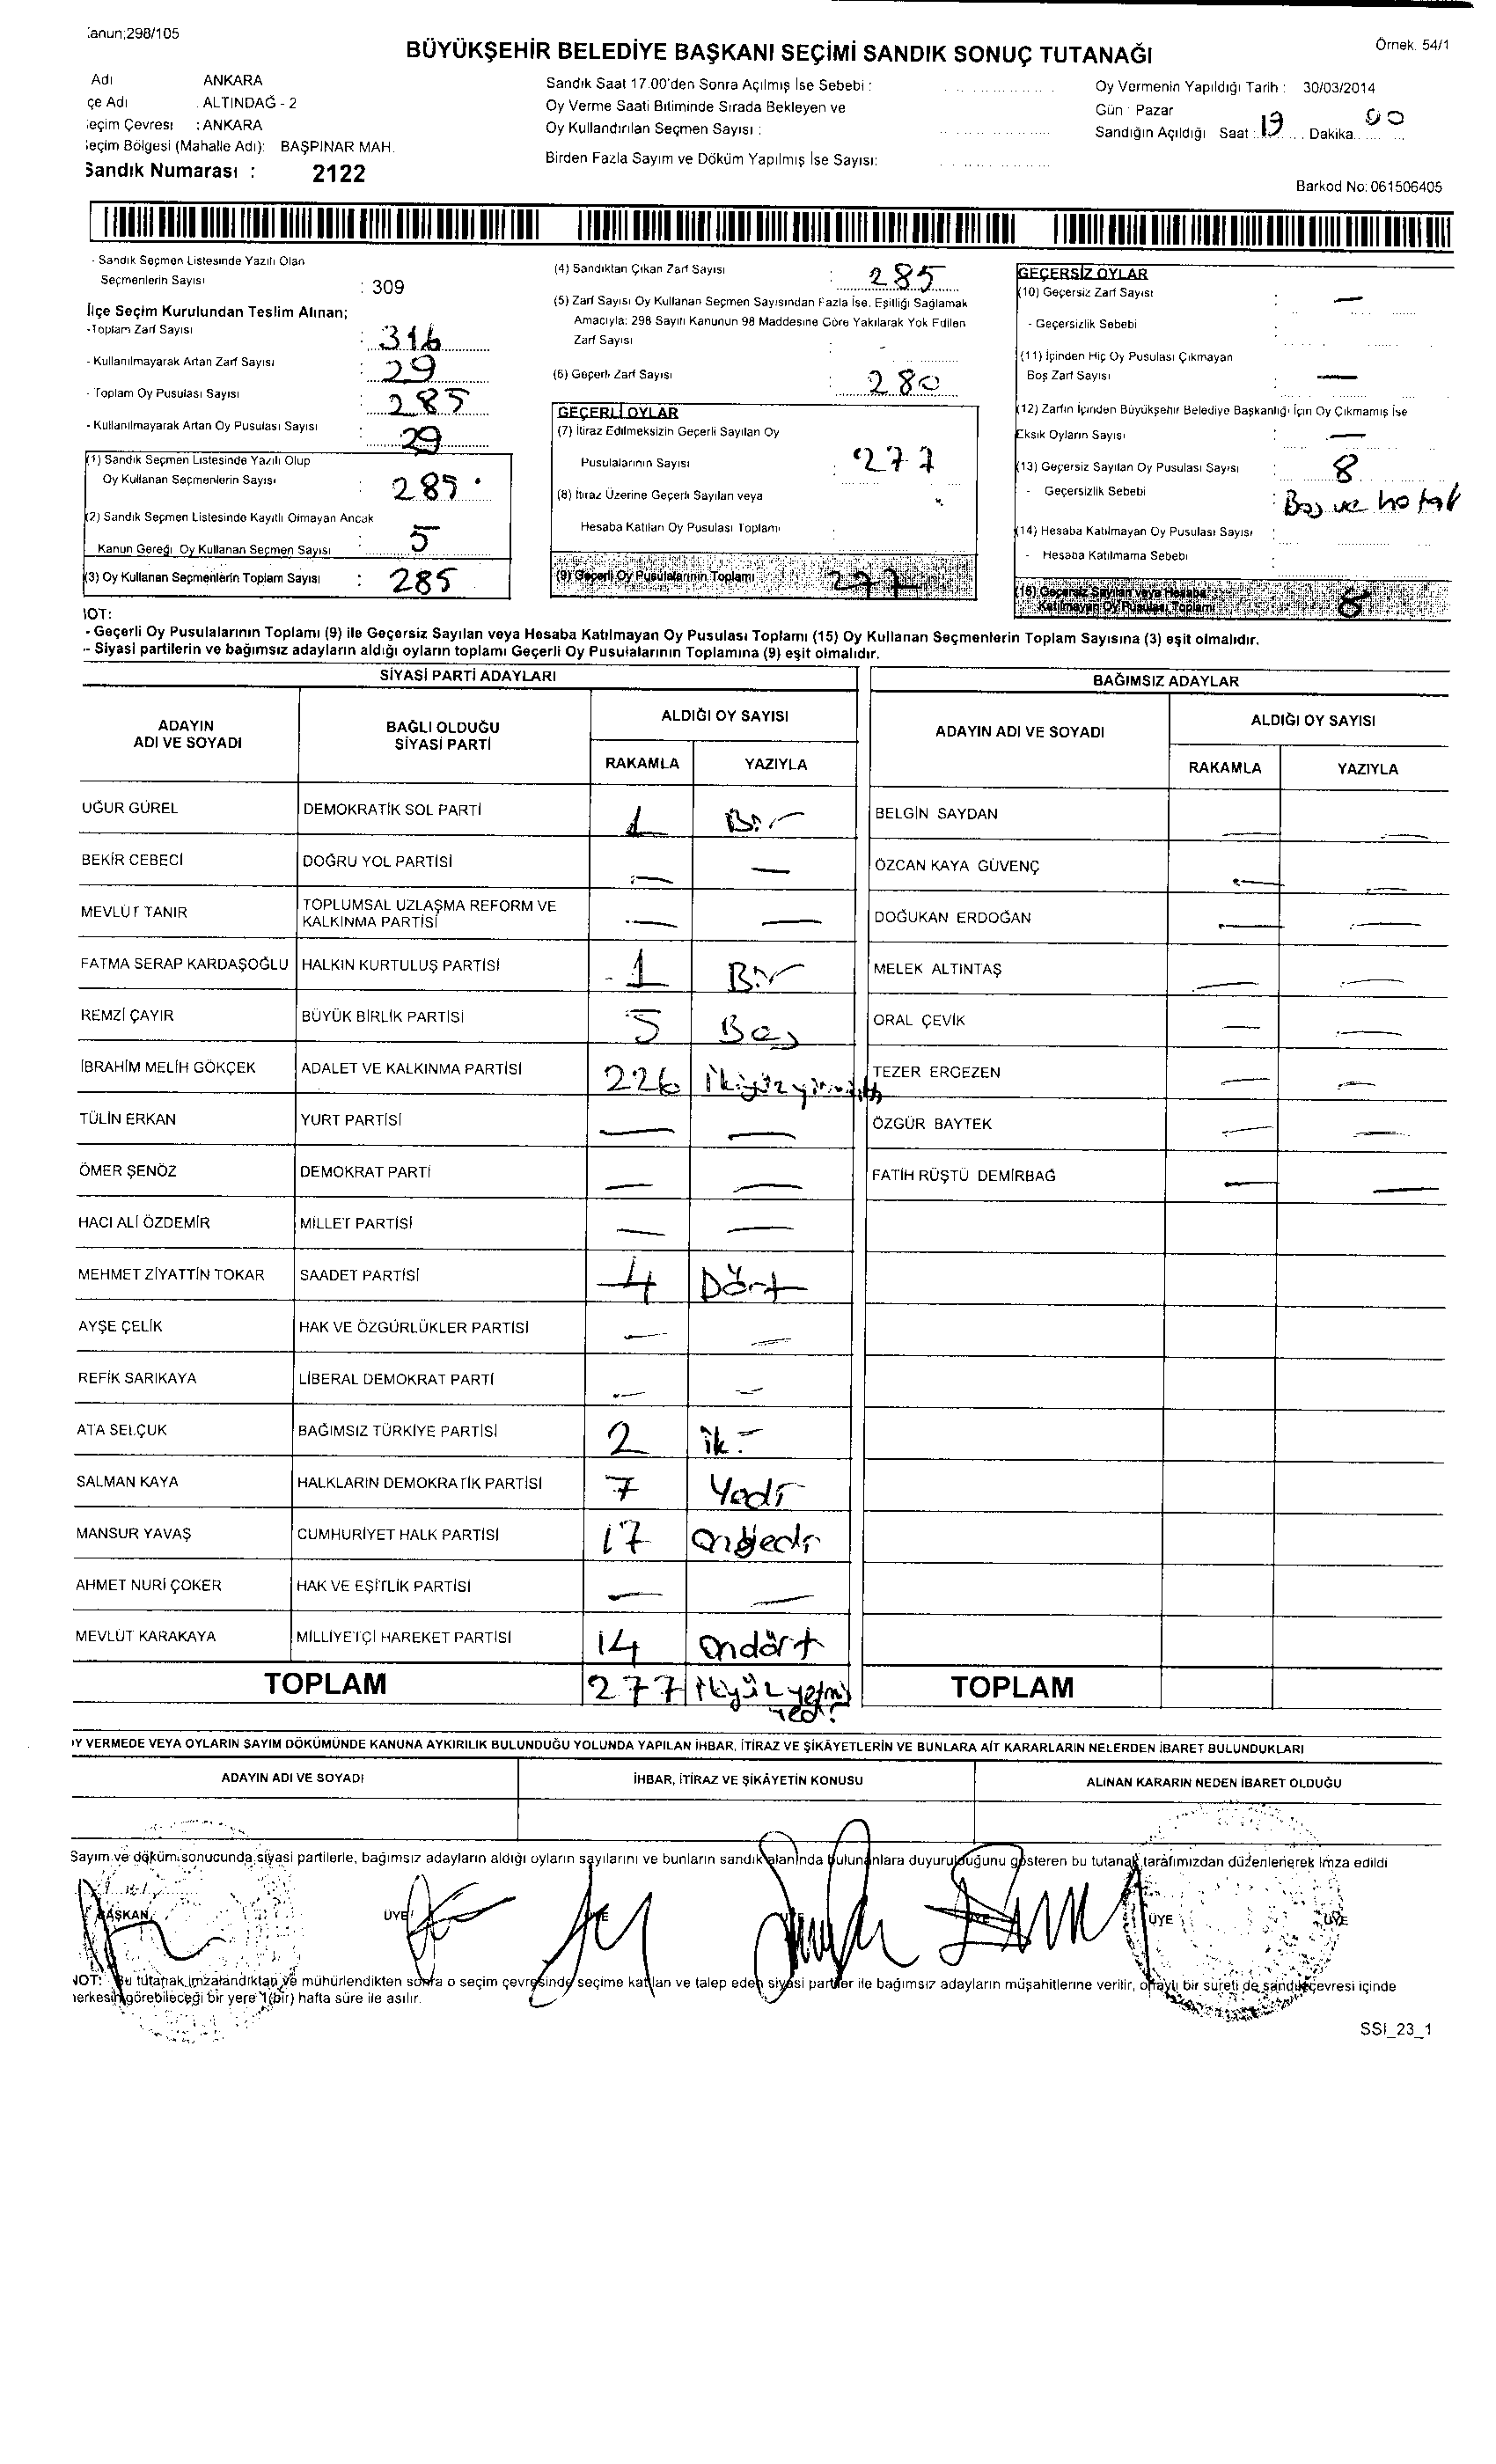 anun;298/105
BÜYÜKŞEHİR BELEDİYE BAŞKANI SEÇİMİ SANDIK SONUÇ TUTANAĞI
Örnek. 54/1
Adı ANKARA
çe Adı . ALTINDAĞ - 2
eçim Çevresi : ANKARA
eçim Bölgesi (Mahalle Adı): BAŞPINAR MAH.
Sandık Numarası : 2122
Sandık Saat 17.00'den Sonra Açılmış İse Sebebi :
Oy Verme Saati Bitiminde Sırada Bekleyen ve
Oy Kullandırılan Seçmen Sayısı :
Birden Fazla Sayım ve Döküm Yapılmış İse Sayısı:
Oy Vermenin Yapıldığı Tarih : 30/03/2014
Gün : Pazar
Sandığın Açıldığı Saat : 19 Dakika 00
Barkod No: 061506405
- Sandık Seçmen Listesinde Yazılı Olan
Seçmenlerin Sayısı : 309
İlçe Seçim Kurulundan Teslim Alınan;
-Toplam Zarf Sayısı : 316
- Kullanılmayarak Artan Zarf Sayısı : 29
- Toplam Oy Pusulası Sayısı : 285
- Kullanılmayarak Artan Oy Pusulası Sayısı : 29
(1) Sandık Seçmen Listesinde Yazılı Olup
Oy Kullanan Seçmenlerin Sayısı : 285
(2) Sandık Seçmen Listesinde Kayıtlı Olmayan Ancak
Kanun Gereği Oy Kullanan Seçmen Sayısı : 5
(3) Oy Kullanan Seçmenlerin Toplam Sayısı : 285
(4) Sandıktan Çıkan Zarf Sayısı : 285
(5) Zarf Sayısı Oy Kullanan Seçmen Sayısından Fazla İse, Eşitliği Sağlamak
Amacıyla; 298 Sayılı Kanunun 98 Maddesine Göre Yakılarak Yok Edilen
Zarf Sayısı : -
(6) Geçerli Zarf Sayısı : 280
GEÇERLİ OYLAR
(7) İtiraz Edilmeksizin Geçerli Sayılan Oy
Pusulalarının Sayısı : 277
(8) İtiraz Üzerine Geçerli Sayılan veya
Hesaba Katılan Oy Pusulası Toplamı :
(9) Geçerli Oy Pusulalarının Toplamı : 277
GEÇERSİZ OYLAR
(10) Geçersiz Zarf Sayısı : —
- Geçersizlik Sebebi :
(11) İçinden Hiç Oy Pusulası Çıkmayan
Boş Zarf Sayısı : —
(12) Zarfın İçinden Büyükşehir Belediye Başkanlığı İçin Oy Çıkmamış İse
Eksik Oyların Sayısı : —
(13) Geçersiz Sayılan Oy Pusulası Sayısı : 8
- Geçersizlik Sebebi : Boş ve hatalı
(14) Hesaba Katılmayan Oy Pusulası Sayısı :
- Hesaba Katılmama Sebebi :
(15) Geçersiz Sayılan veya Hesaba
Katılmayan Oy Pusulası Toplamı : 8
NOT:
- Geçerli Oy Pusulalarının Toplamı (9) ile Geçersiz Sayılan veya Hesaba Katılmayan Oy Pusulası Toplamı (15) Oy Kullanan Seçmenlerin Toplam Sayısına (3) eşit olmalıdır.
- Siyasi partilerin ve bağımsız adayların aldığı oyların toplamı Geçerli Oy Pusulalarının Toplamına (9) eşit olmalıdır.
SİYASİ PARTİ ADAYLARI BAĞIMSIZ ADAYLAR
ADAYIN ADI VE SOYADI BAĞLI OLDUĞU SİYASİ PARTİ ALDIĞI OY SAYISI ADAYIN ADI VE SOYADI ALDIĞI OY SAYISI
RAKAMLA YAZIYLA RAKAMLA YAZIYLA
UĞUR GÜREL DEMOKRATİK SOL PARTİ 1 Bir BELGİN SAYDAN — —
BEKİR CEBECİ DOĞRU YOL PARTİSİ — — ÖZCAN KAYA GÜVENÇ — —
MEVLÜT TANIR TOPLUMSAL UZLAŞMA REFORM VE KALKINMA PARTİSİ — — DOĞUKAN ERDOĞAN — —
FATMA SERAP KARDAŞOĞLU HALKIN KURTULUŞ PARTİSİ 1 Bir MELEK ALTINTAŞ — —
REMZİ ÇAYIR BÜYÜK BİRLİK PARTİSİ 5 Beş ORAL ÇEVİK — —
İBRAHİM MELİH GÖKÇEK ADALET VE KALKINMA PARTİSİ 226 ikiyüzyirmialtı TEZER ERGEZEN — —
TÜLİN ERKAN YURT PARTİSİ — — ÖZGÜR BAYTEK — —
ÖMER ŞENÖZ DEMOKRAT PARTİ — — FATİH RÜŞTÜ DEMİRBAĞ — —
HACI ALİ ÖZDEMİR MİLLET PARTİSİ — —
MEHMET ZİYATTİN TOKAR SAADET PARTİSİ 4 Dört
AYŞE ÇELİK HAK VE ÖZGÜRLÜKLER PARTİSİ — —
REFİK SARIKAYA LİBERAL DEMOKRAT PARTİ — —
ATA SELÇUK BAĞIMSIZ TÜRKİYE PARTİSİ 2 iki
SALMAN KAYA HALKLARIN DEMOKRATİK PARTİSİ 7 Yedi
MANSUR YAVAŞ CUMHURİYET HALK PARTİSİ 17 Onyedi
AHMET NURİ ÇOKER HAK VE EŞİTLİK PARTİSİ — —
MEVLÜT KARAKAYA MİLLİYETÇİ HAREKET PARTİSİ 14 Ondört
TOPLAM 277 ikiyüzyetmişyedi TOPLAM
OY VERMEDE VEYA OYLARIN SAYIM DÖKÜMÜNDE KANUNA AYKIRILIK BULUNDUĞU YOLUNDA YAPILAN İHBAR, İTİRAZ VE ŞİKÂYETLERİN VE BUNLARA AİT KARARLARIN NELERDEN İBARET BULUNDUKLARI
ADAYIN ADI VE SOYADI İHBAR, İTİRAZ VE ŞİKÂYETİN KONUSU ALINAN KARARIN NEDEN İBARET OLDUĞU
Sayım ve döküm sonucunda siyasi partilerle, bağımsız adayların aldığı oyların sayılarını ve bunların sandık alanında bulunanlara duyurulduğunu gösteren bu tutanak tarafımızdan düzenlenerek imza edildi
BAŞKAN ÜYE ÜYE ÜYE ÜYE ÜYE ÜYE
NOT: Bu tutanak imzalandıktan ve mühürlendikten sonra o seçim çevresinde seçime katılan ve talep eden siyasi partiler ile bağımsız adayların müşahitlerine verilir, onaylı bir sureti de sandık çevresi içinde
herkesin görebileceği bir yere 1(bir) hafta süre ile asılır.
SSI_23_1